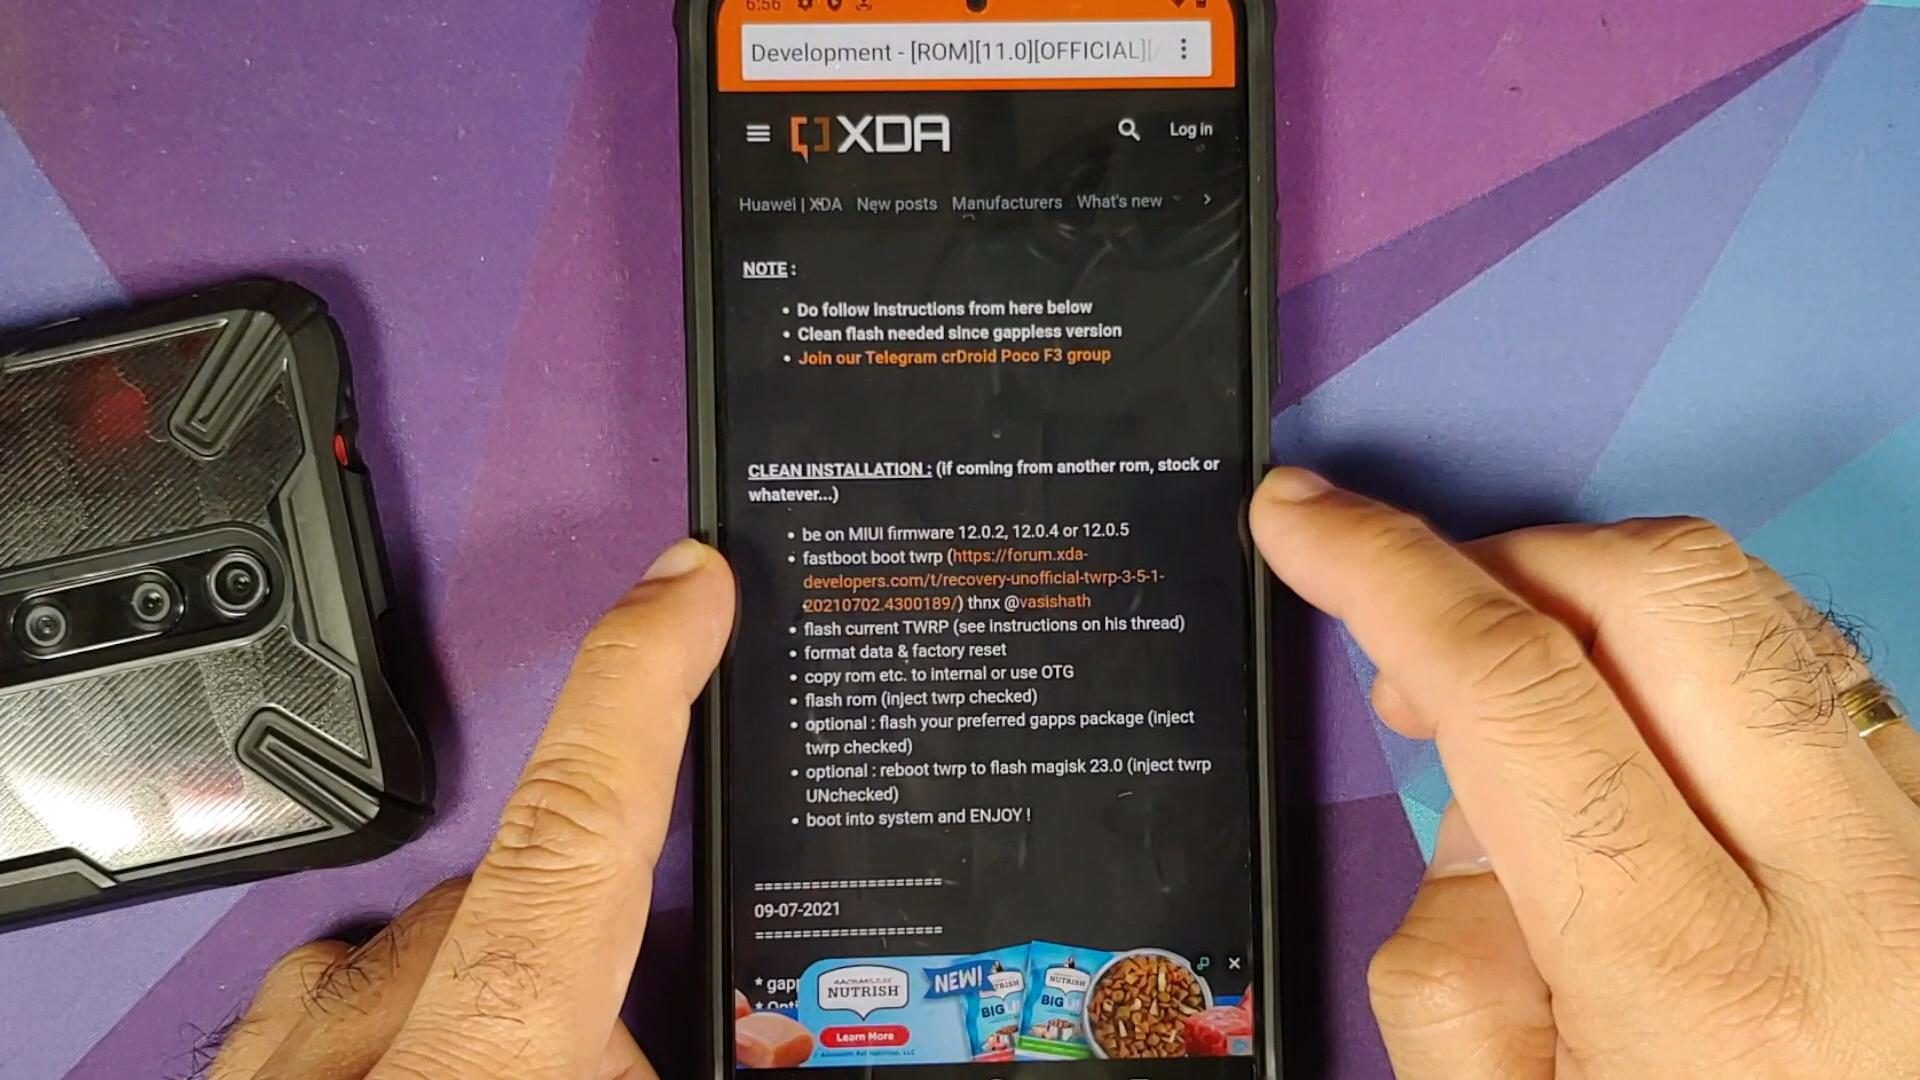 6:56
Development - [ROM][11.0][OFFICIAL][
XDA
Log in
Huawei | XDA New posts Manufacturers What's new
NOTE :
• Do follow instructions from here below
• Clean flash needed since gappless version
• Join our Telegram crDroid Poco F3 group
CLEAN INSTALLATION : (if coming from another rom, stock or
whatever...)
• be on MIUI firmware 12.0.2, 12.0.4 or 12.0.5
• fastboot boot twrp (https://forum.xda-
developers.com/t/recovery-unofficial-twrp-3-5-1-
20210702.4300189/) thnx @vasishath
• flash current TWRP (see instructions on his thread)
• format data & factory reset
• copy rom etc. to internal or use OTG
• flash rom (inject twrp checked)
• optional : flash your preferred gapps package (inject
twrp checked)
• optional : reboot twrp to flash magisk 23.0 (inject twrp
UNchecked)
• boot into system and ENJOY !
====================
09-07-2021
====================
* gap
NUTRISH
NEW!
BIG
NUTRISH
BIG
Learn More